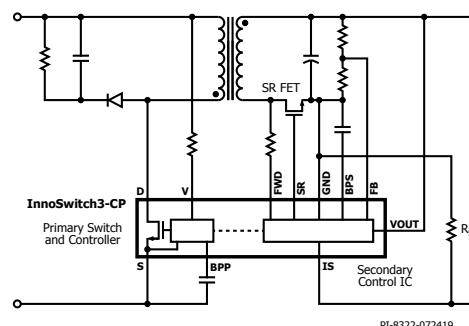 SR FET
InnoSwitch3-CP
D
V
FWD
SR
GND
BPS
FB
VOUT
Primary Switch
and Controller
S
BPP
IS
Secondary
Control IC
PI-8322-072419